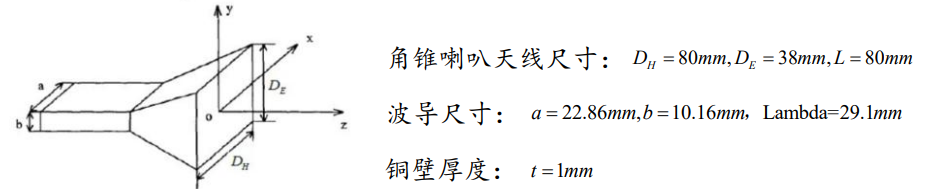 y
x
a
D_E
b
o
z
D_H
角锥喇叭天线尺寸： D_H = 80mm, D_E = 38mm, L = 80mm
波导尺寸： a = 22.86mm, b = 10.16mm，Lambda=29.1mm
铜壁厚度： t = 1mm